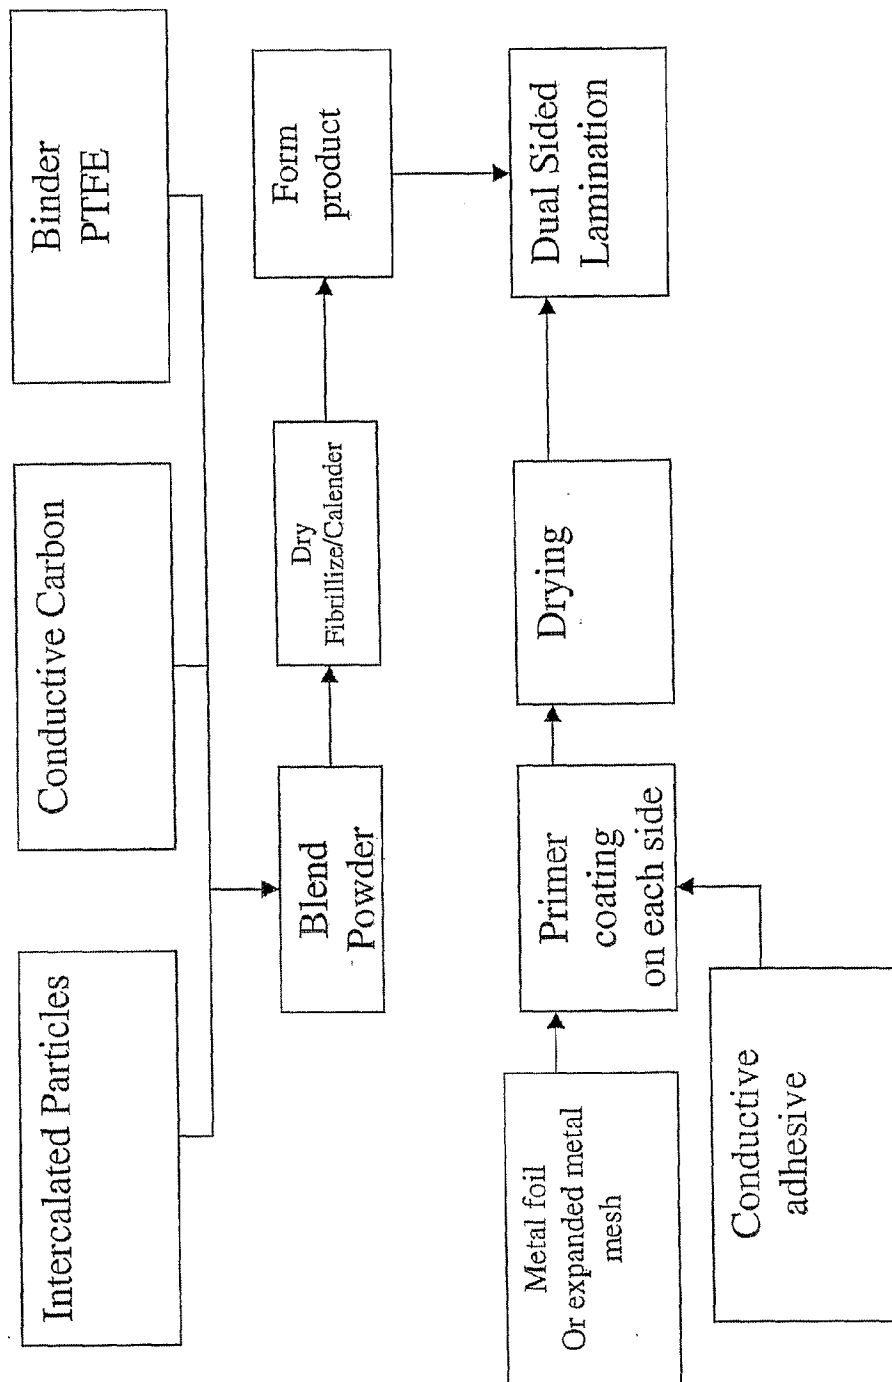 Intercalated Particles
Conductive Carbon
Binder
PTFE
Blend
Powder
Dry
Fibrillize/Calender
Form
product
Metal foil
Or expanded metal
mesh
Primer
coating
on each side
Drying
Dual Sided
Lamination
Conductive
adhesive